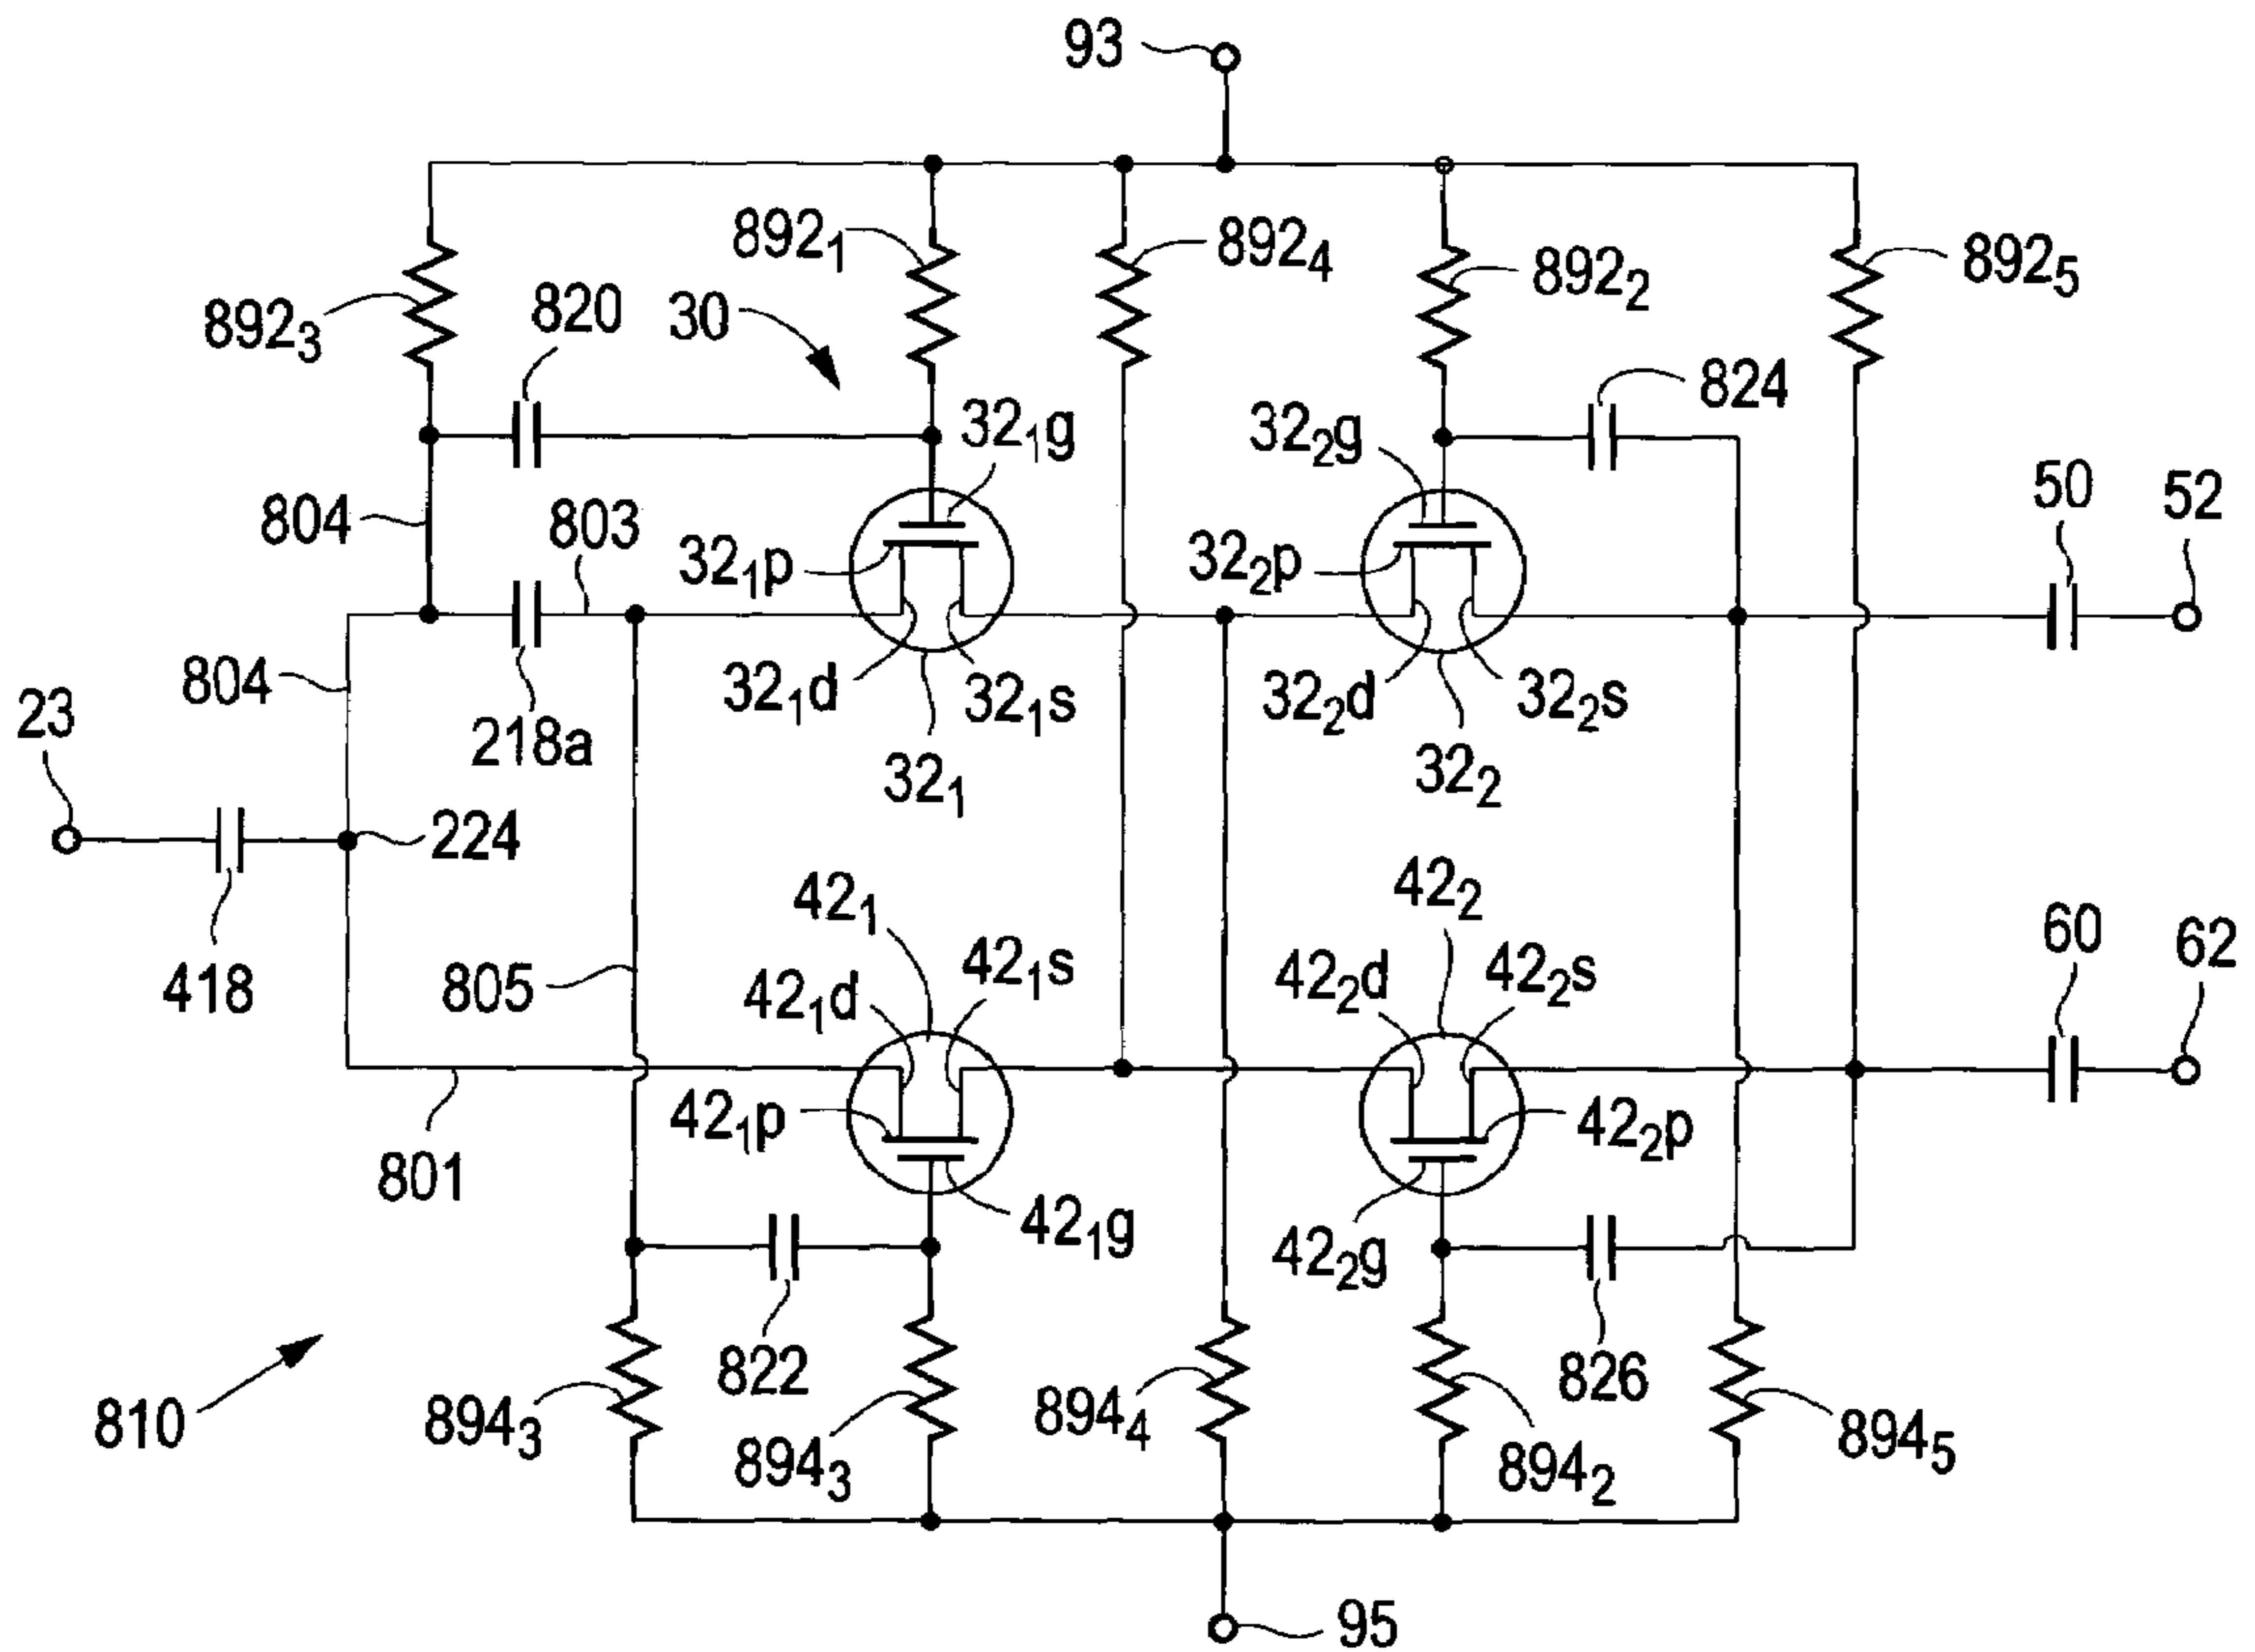 93
892₁
892₄
892₂
892₅
892₃
820
30
824
32₁g
32₂g
804
803
50
52
32₁p
32₂p
804
23
32₁d
32₁s
32₂d
32₂s
218a
32₁
32₂
224
42₁
42₂
418
805
42₁d
42₁s
42₂d
42₂s
60
62
42₁p
42₂p
801
42₁g
42₂g
810
894₃
822
894₃
894₄
894₂
826
894₅
95